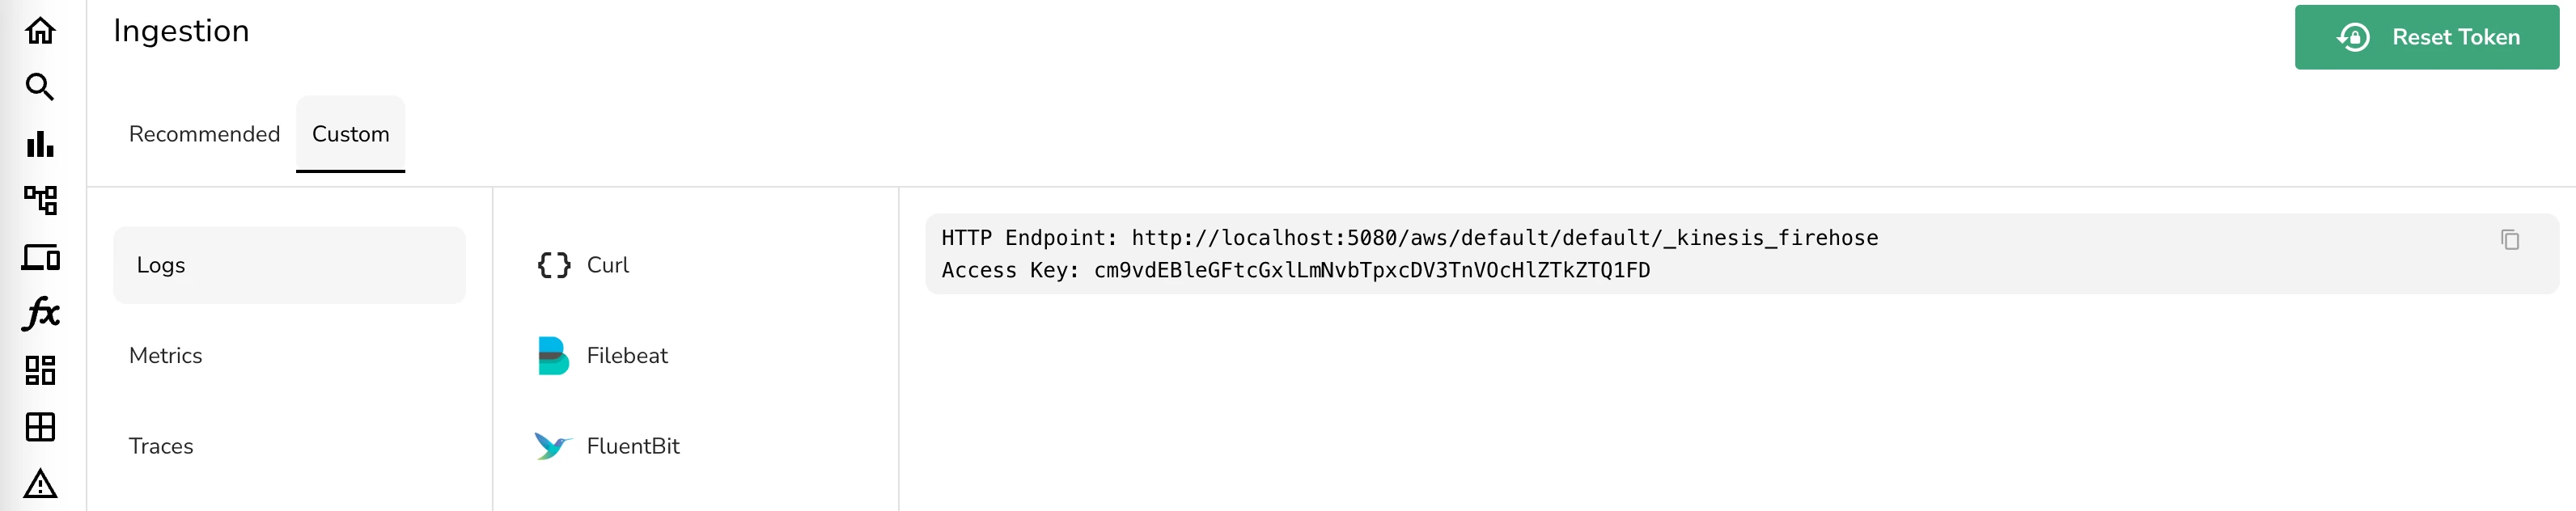 Ingestion
Reset Token
Recommended
Custom
Logs
Metrics
Traces
Curl
Filebeat
FluentBit
HTTP Endpoint: http://localhost:5080/aws/default/default/_kinesis_firehose
Access Key: cm9vdEBleGFtcGxlLmNvbTpxcDV3TnVOcHlZTkZTQ1FD